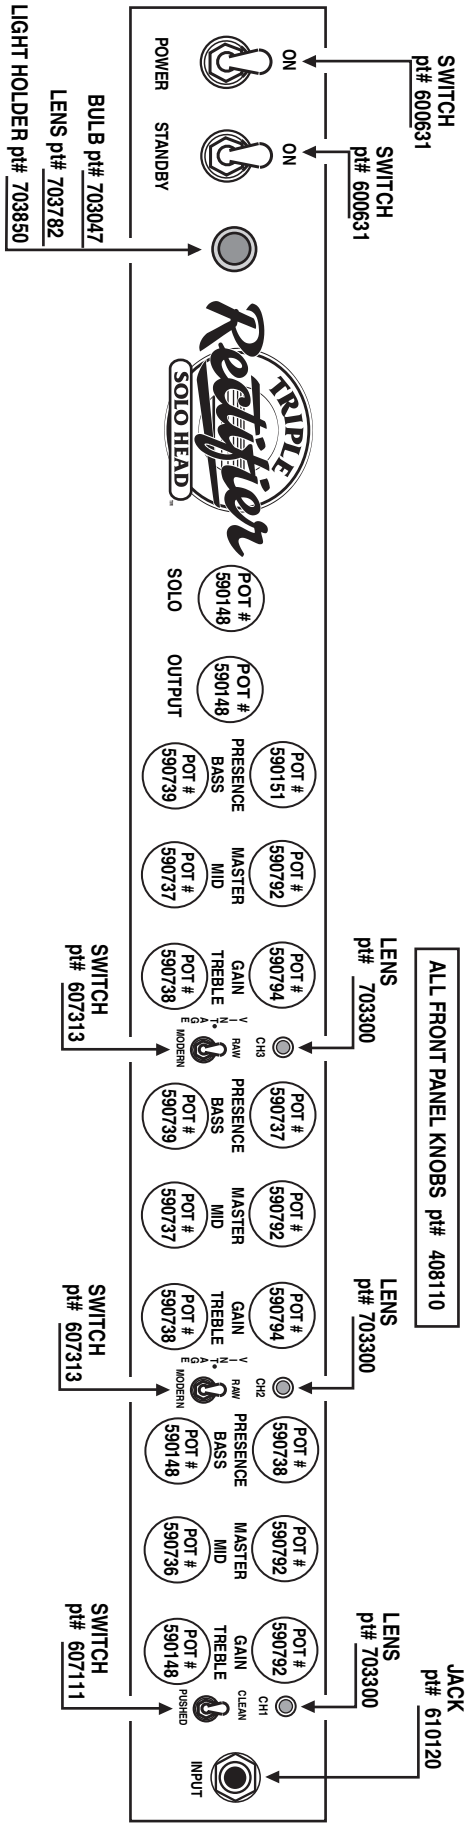 ALL FRONT PANEL KNOBS pt# 408110
SWITCH
pt# 600631
SWITCH
pt# 600631
ON
POWER
ON
STANDBY
BULB pt# 703047
LENS pt# 703782
LIGHT HOLDER pt# 703850
TRIPLE
Rectifier
SOLO HEAD
TM
POT #
590148
SOLO
POT #
590148
OUTPUT
POT #
590151
PRESENCE
BASS
POT #
590739
POT #
590792
MASTER
MID
POT #
590737
POT #
590794
GAIN
TREBLE
POT #
590738
LENS
pt# 703300
CH3
RAW
VINTAGE
MODERN
SWITCH
pt# 607313
POT #
590737
PRESENCE
BASS
POT #
590739
POT #
590792
MASTER
MID
POT #
590737
POT #
590794
GAIN
TREBLE
POT #
590738
LENS
pt# 703300
CH2
RAW
VINTAGE
MODERN
SWITCH
pt# 607313
POT #
590738
PRESENCE
BASS
POT #
590148
POT #
590792
MASTER
MID
POT #
590736
POT #
590792
GAIN
TREBLE
POT #
590148
LENS
pt# 703300
CH1
CLEAN
PUSHED
SWITCH
pt# 607111
JACK
pt# 610120
INPUT